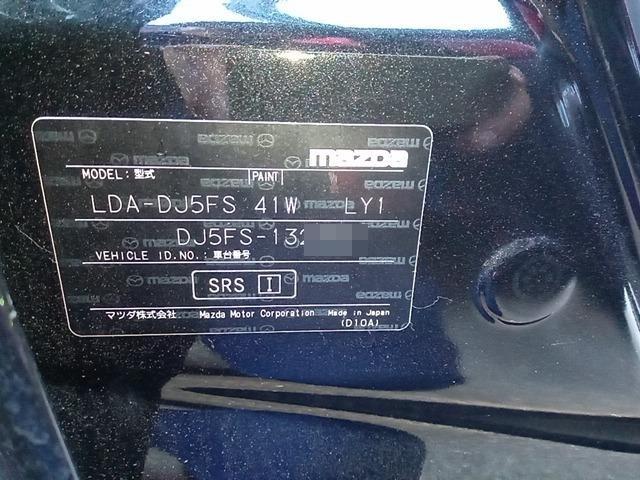 mazda
MODEL: 型式 PAINT
LDA-DJ5FS 41W LY1
DJ5FS-132
VEHICLE ID.NO.: 車台番号
SRS I
マツダ株式会社 Mazda Motor Corporation Made in Japan
(D10A)